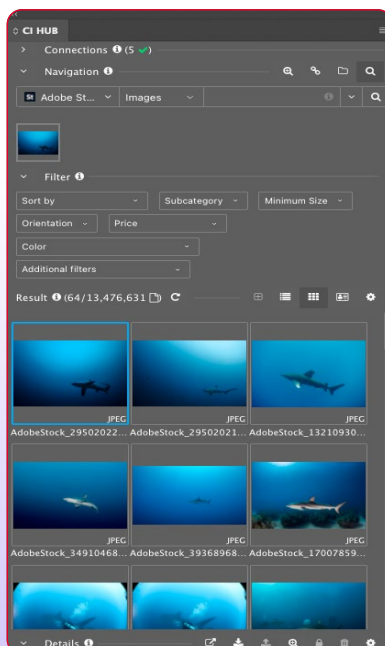 CI HUB
Connections (5 ✓)
Navigation
St Adobe St... Images
Filter
Sort by Subcategory Minimum Size
Orientation Price
Color
Additional filters
Result (64/13,476,631)
JPEG JPEG JPEG
AdobeStock_29502022... AdobeStock_29502021... AdobeStock_13210930...
JPEG JPEG JPEG
AdobeStock_34910468... AdobeStock_39368968... AdobeStock_17007859...
Details